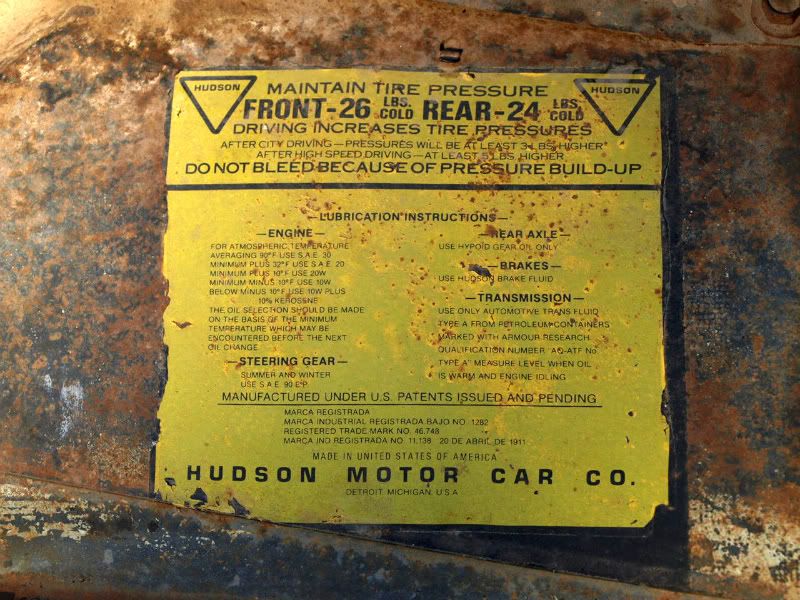 HUDSON
HUDSON
MAINTAIN TIRE PRESSURE
FRONT-26 LBS. COLD REAR-24 LBS. COLD
DRIVING INCREASES TIRE PRESSURES
AFTER CITY DRIVING — PRESSURES WILL BE AT LEAST 3 LBS. HIGHER
AFTER HIGH SPEED DRIVING — AT LEAST 5 LBS. HIGHER
DO NOT BLEED BECAUSE OF PRESSURE BUILD-UP
—LUBRICATION INSTRUCTIONS—
—ENGINE—
FOR ATMOSPHERIC TEMPERATURE
AVERAGING 90°F USE S.A.E. 30
MINIMUM PLUS 32°F USE S.A.E. 20
MINIMUM PLUS 10°F USE 20W
MINIMUM MINUS 10°F USE 10W
BELOW MINUS 10°F USE 10W PLUS
10% KEROSENE
THE OIL SELECTION SHOULD BE MADE
ON THE BASIS OF THE MINIMUM
TEMPERATURE WHICH MAY BE
ENCOUNTERED BEFORE THE NEXT
OIL CHANGE.
—STEERING GEAR—
SUMMER AND WINTER
USE S.A.E. 90 E.P.
—REAR AXLE—
USE HYPOID GEAR OIL ONLY
—BRAKES—
USE HUDSON BRAKE FLUID
—TRANSMISSION—
USE ONLY AUTOMOTIVE TRANS FLUID
TYPE A FROM PETROLEUM CONTAINERS
MARKED WITH ARMOUR RESEARCH
QUALIFICATION NUMBER "AQ-ATF No
TYPE A" MEASURE LEVEL WHEN OIL
IS WARM AND ENGINE IDLING
MANUFACTURED UNDER U.S. PATENTS ISSUED AND PENDING
MARCA REGISTRADA
MARCA INDUSTRIAL REGISTRADA BAJO NO. 1282
REGISTERED TRADE MARK NO. 46,748
MARCA IND REGISTRADA NO. 11,138 20 DE ABRIL DE 1911
MADE IN UNITED STATES OF AMERICA
HUDSON MOTOR CAR CO.
DETROIT MICHIGAN U.S.A